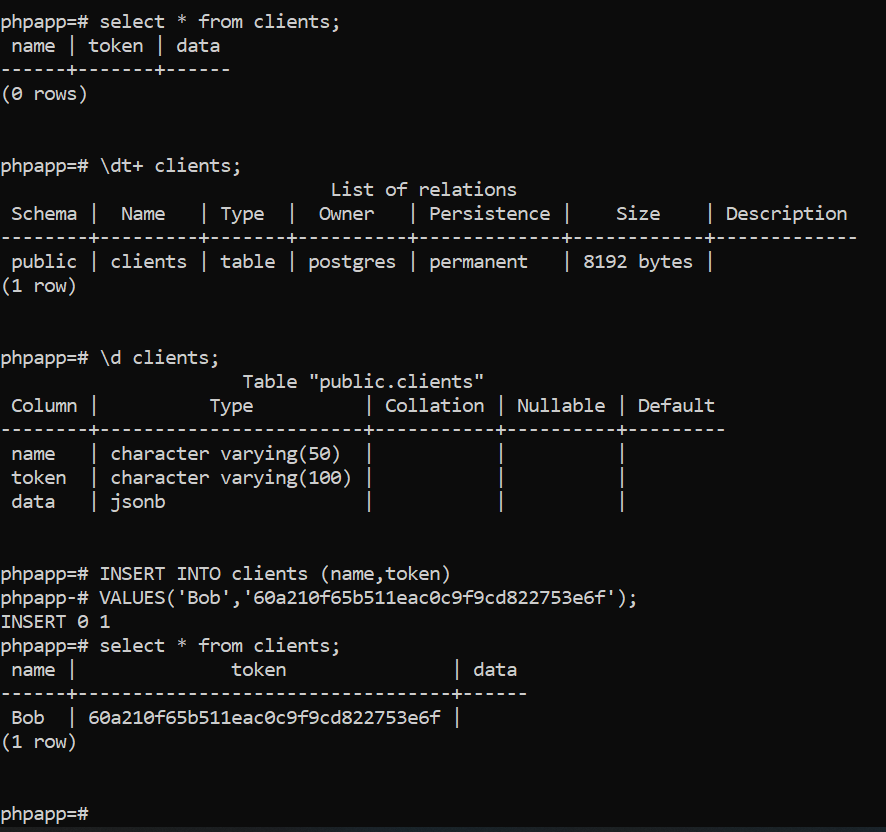 phpapp=# select * from clients;
 name | token | data
------+-------+------
(0 rows)
phpapp=# \dt+ clients;
                              List of relations
 Schema |  Name   | Type  |  Owner   | Persistence |    Size    | Description
--------+---------+-------+----------+-------------+------------+-------------
 public | clients | table | postgres | permanent   | 8192 bytes |
(1 row)
phpapp=# \d clients;
                      Table "public.clients"
 Column |          Type          | Collation | Nullable | Default
--------+------------------------+-----------+----------+---------
 name   | character varying(50)  |           |          |
 token  | character varying(100) |           |          |
 data   | jsonb                  |           |          |
phpapp=# INSERT INTO clients (name,token)
phpapp-# VALUES('Bob','60a210f65b511eac0c9f9cd822753e6f');
INSERT 0 1
phpapp=# select * from clients;
 name |              token               | data
------+----------------------------------+------
 Bob  | 60a210f65b511eac0c9f9cd822753e6f |
(1 row)
phpapp=#